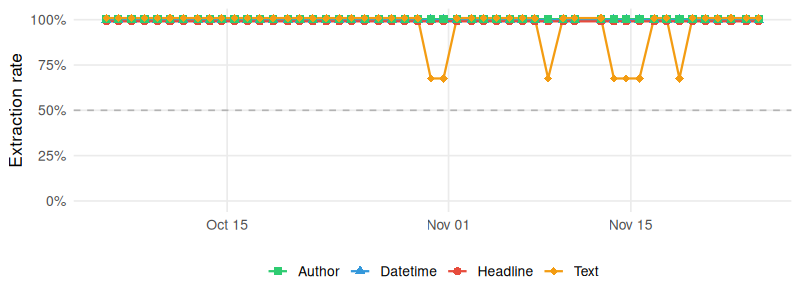 Extraction rate
100%
75%
50%
25%
0%
Oct 15 Nov 01 Nov 15
Author Datetime Headline Text